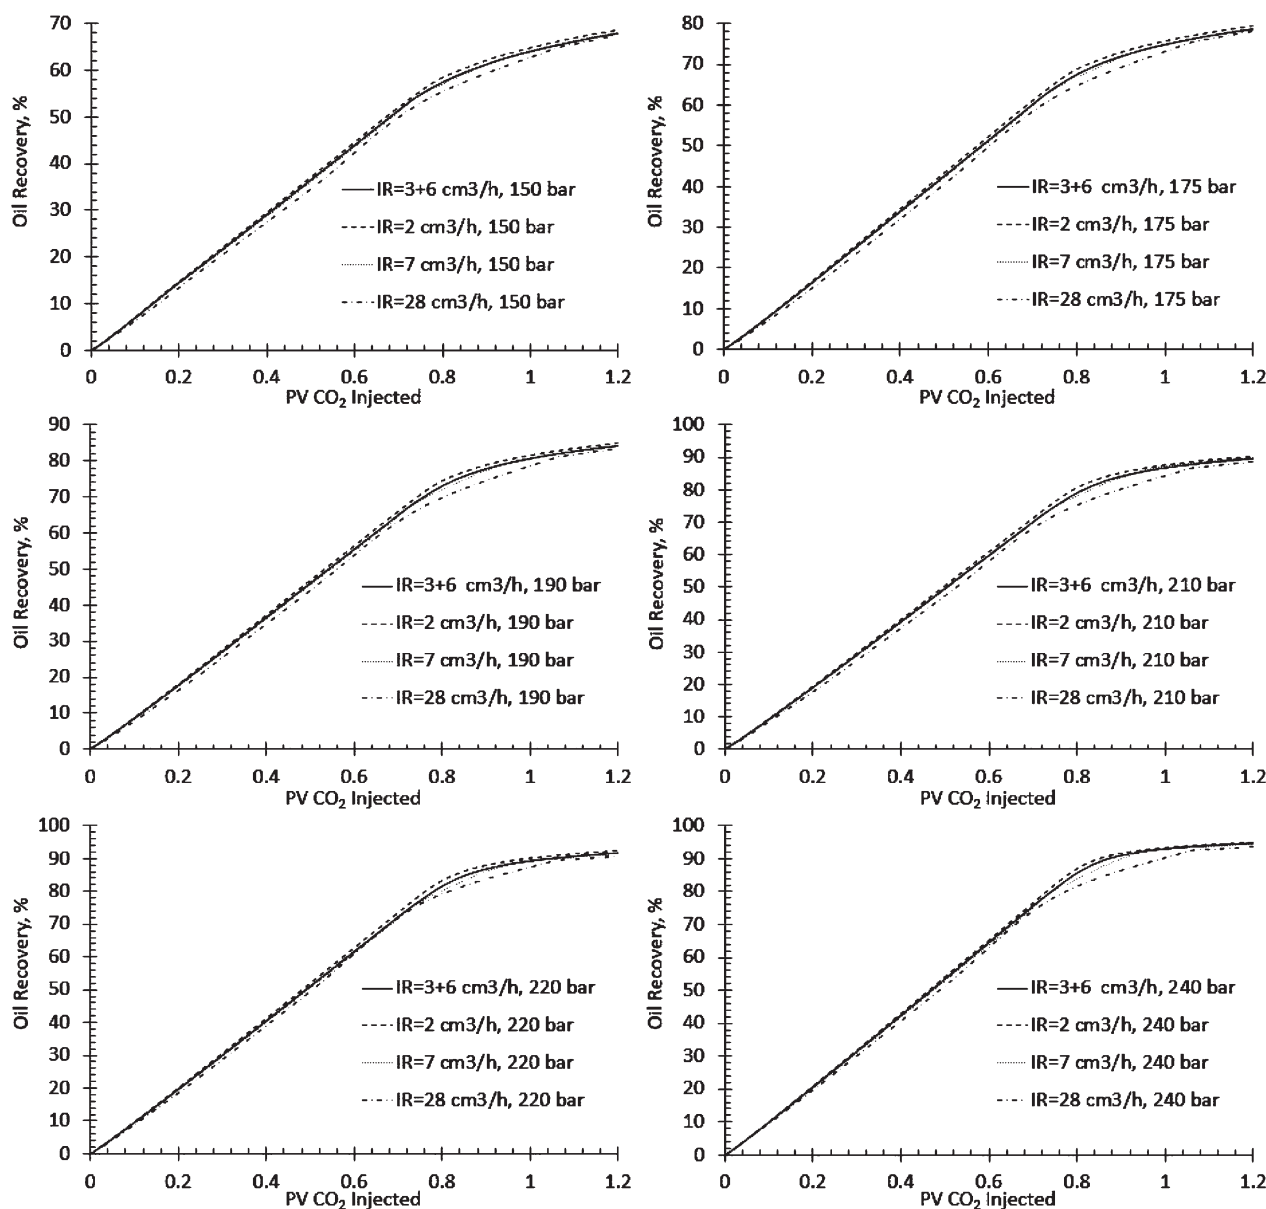 70
60
50
40
30
20
10
0
Oil Recovery, %
IR=3+6 cm3/h, 150 bar
IR=2 cm3/h, 150 bar
IR=7 cm3/h, 150 bar
IR=28 cm3/h, 150 bar
0 0.2 0.4 0.6 0.8 1 1.2
PV CO₂ Injected
80
70
60
50
40
30
20
10
0
Oil Recovery, %
IR=3+6 cm3/h, 175 bar
IR=2 cm3/h, 175 bar
IR=7 cm3/h, 175 bar
IR=28 cm3/h, 175 bar
0 0.2 0.4 0.6 0.8 1 1.2
PV CO₂ Injected
90
80
70
60
50
40
30
20
10
0
Oil Recovery, %
IR=3+6 cm3/h, 190 bar
IR=2 cm3/h, 190 bar
IR=7 cm3/h, 190 bar
IR=28 cm3/h, 190 bar
0 0.2 0.4 0.6 0.8 1 1.2
PV CO₂ Injected
100
90
80
70
60
50
40
30
20
10
0
Oil Recovery, %
IR=3+6 cm3/h, 210 bar
IR=2 cm3/h, 210 bar
IR=7 cm3/h, 210 bar
IR=28 cm3/h, 210 bar
0 0.2 0.4 0.6 0.8 1 1.2
PV CO₂ Injected
100
90
80
70
60
50
40
30
20
10
0
Oil Recovery, %
IR=3+6 cm3/h, 220 bar
IR=2 cm3/h, 220 bar
IR=7 cm3/h, 220 bar
IR=28 cm3/h, 220 bar
0 0.2 0.4 0.6 0.8 1 1.2
PV CO₂ Injected
100
90
80
70
60
50
40
30
20
10
0
Oil Recovery, %
IR=3+6 cm3/h, 240 bar
IR=2 cm3/h, 240 bar
IR=7 cm3/h, 240 bar
IR=28 cm3/h, 240 bar
0 0.2 0.4 0.6 0.8 1 1.2
PV CO₂ Injected